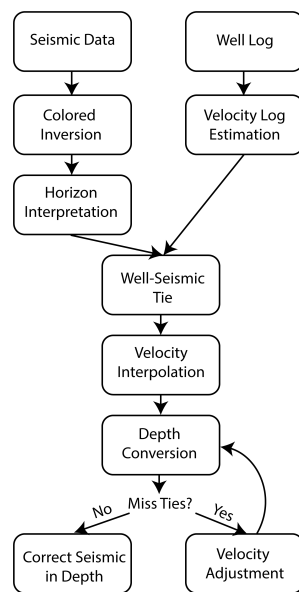 Seismic Data
Well Log
Colored
Inversion
Velocity Log
Estimation
Horizon
Interpretation
Well-Seismic
Tie
Velocity
Interpolation
Depth
Conversion
Miss Ties?
No
Yes
Correct Seismic
in Depth
Velocity
Adjustment